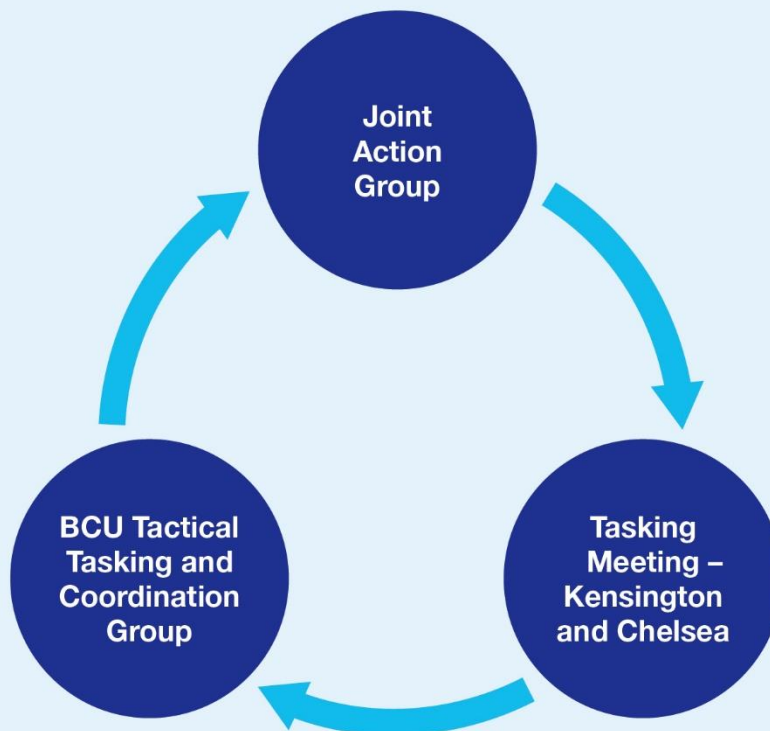 Joint
Action
Group
BCU Tactical
Tasking and
Coordination
Group
Tasking
Meeting –
Kensington
and Chelsea